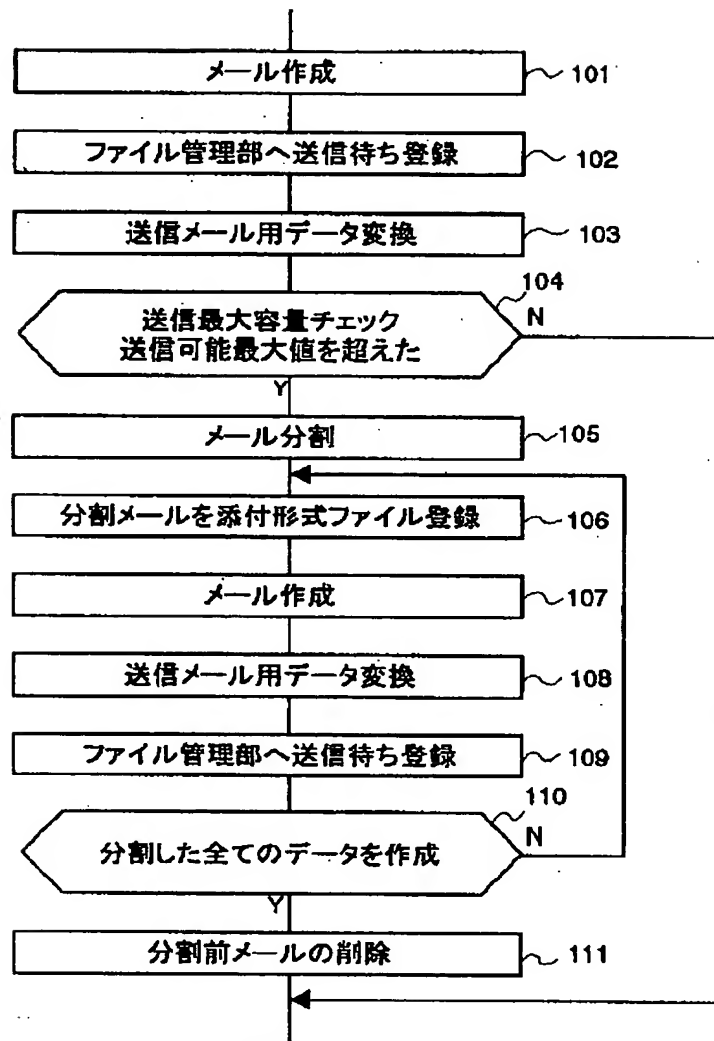 メール作成
101
ファイル管理部へ送信待ち登録
102
送信メール用データ変換
103
104
送信最大容量チェック
送信可能最大値を超えた
N
Y
メール分割
105
分割メールを添付形式ファイル登録
106
メール作成
107
送信メール用データ変換
108
ファイル管理部へ送信待ち登録
109
110
分割した全てのデータを作成
N
Y
分割前メールの削除
111